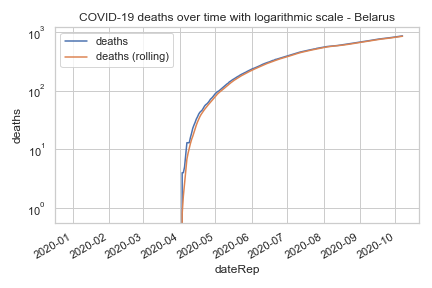 COVID-19 deaths over time with logarithmic scale - Belarus
deaths
deaths (rolling)
10³
10²
10¹
10⁰
deaths
2020-01
2020-02
2020-03
2020-04
2020-05
2020-06
2020-07
2020-08
2020-09
2020-10
dateRep